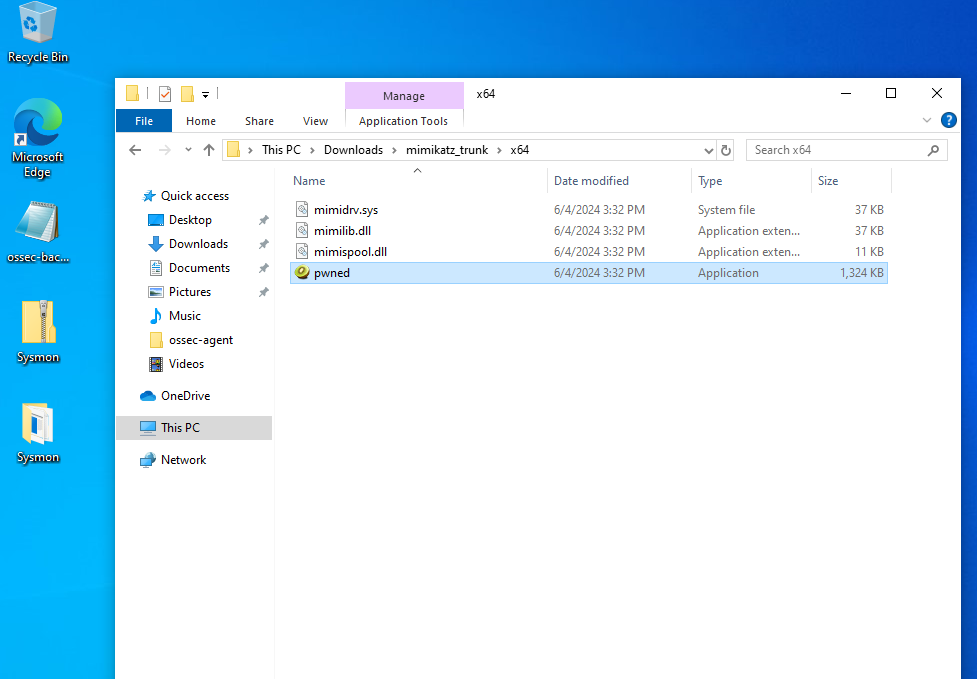 Recycle Bin
Microsoft
Edge
ossec-bac...
Sysmon
Sysmon
Manage
x64
File Home Share View Application Tools
This PC Downloads mimikatz_trunk x64
Search x64
Name Date modified Type Size
Quick access
Desktop
Downloads
Documents
Pictures
Music
ossec-agent
Videos
OneDrive
This PC
Network
mimidrv.sys 6/4/2024 3:32 PM System file 37 KB
mimilib.dll 6/4/2024 3:32 PM Application exten... 37 KB
mimispool.dll 6/4/2024 3:32 PM Application exten... 11 KB
pwned 6/4/2024 3:32 PM Application 1,324 KB